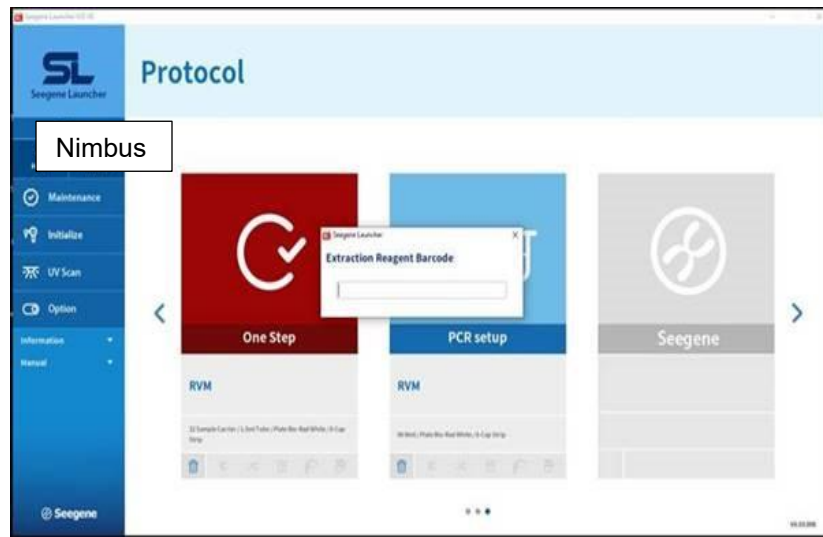 SL
Seegene Launcher
Protocol
Nimbus
Maintenance
Initialize
UV Scan
Option
Information
Manual
Seegene
Seegene Launcher
X
Extraction Reagent Barcode
One Step
PCR setup
Seegene
RVM
RVM